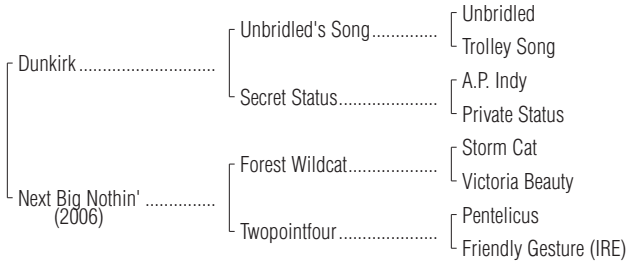 Unbridled
Unbridled's Song..............
Trolley Song
Dunkirk............................
A.P. Indy
Secret Status....................
Private Status
Storm Cat
Forest Wildcat..................
Victoria Beauty
Next Big Nothin' ..............
(2006)
Pentelicus
Twopointfour....................
Friendly Gesture (IRE)